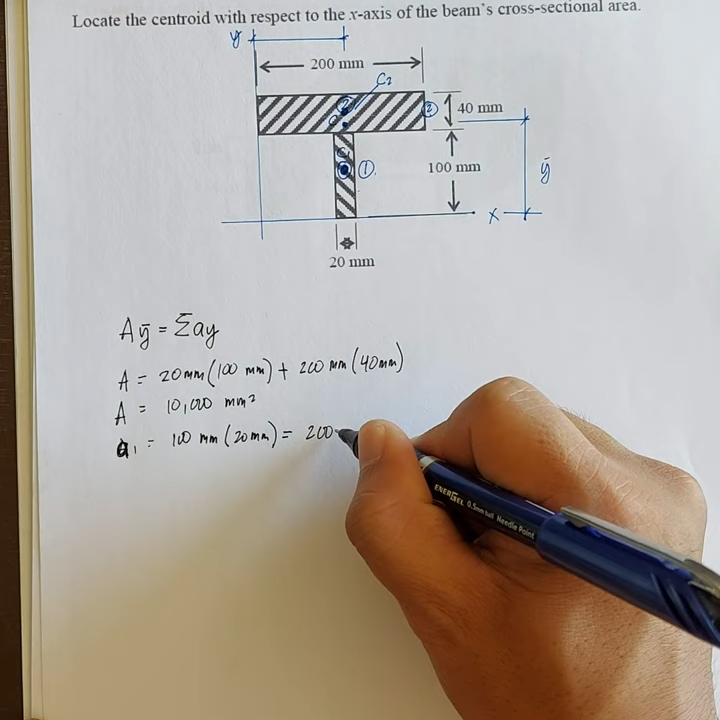 Locate the centroid with respect to the x-axis of the beam's cross-sectional area.
y
200 mm
C2
2
40 mm
C
C1
1
100 mm
ȳ
x
20 mm
Aȳ = Σay
A = 20mm(100 mm) + 200 mm (40mm)
A = 10,000 mm²
a1 = 100 mm (20mm) = 200
ENERGEL 0.5mm ball Needle Point